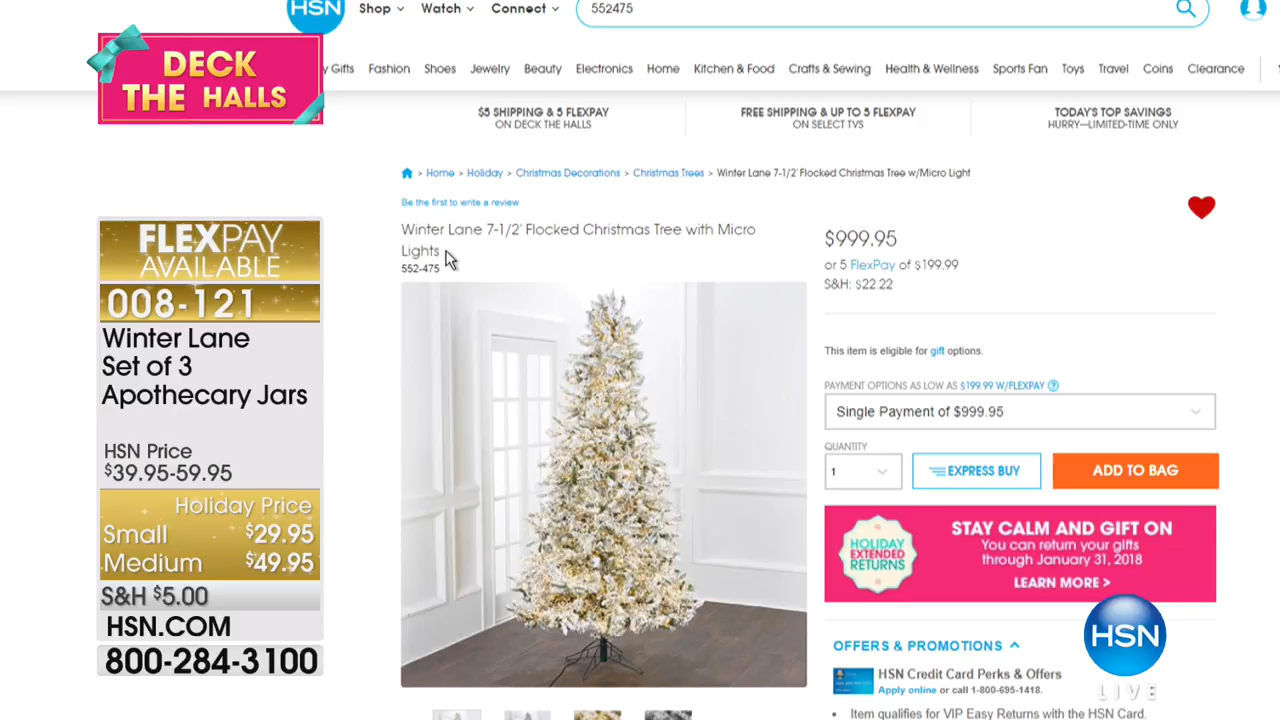 HSN
Shop
Watch
Connect
552475
DECK
THE HALLS
y Gifts
Fashion
Shoes
Jewelry
Beauty
Electronics
Home
Kitchen & Food
Crafts & Sewing
Health & Wellness
Sports Fan
Toys
Travel
Coins
Clearance
$5 SHIPPING & 5 FLEXPAY
ON DECK THE HALLS
FREE SHIPPING & UP TO 5 FLEXPAY
ON SELECT TVS
TODAY'S TOP SAVINGS
HURRY—LIMITED-TIME ONLY
> Home > Holiday > Christmas Decorations > Christmas Trees > Winter Lane 7-1/2' Flocked Christmas Tree w/Micro Light
Be the first to write a review
Winter Lane 7-1/2' Flocked Christmas Tree with Micro
Lights
552-475
$999.95
or 5 FlexPay of $199.99
S&H: $22.22
This item is eligible for gift options.
PAYMENT OPTIONS AS LOW AS $199.99 W/FLEXPAY ?
Single Payment of $999.95
QUANTITY
1
EXPRESS BUY
ADD TO BAG
HOLIDAY
EXTENDED
RETURNS
STAY CALM AND GIFT ON
You can return your gifts
through January 31, 2018
LEARN MORE >
OFFERS & PROMOTIONS
HSN Credit Card Perks & Offers
Apply online or call 1-800-695-1418.
• Item qualifies for VIP Easy Returns with the HSN Card.
FLEXPAY
AVAILABLE
008-121
Winter Lane
Set of 3
Apothecary Jars
HSN Price
$39.95-59.95
Holiday Price
Small $29.95
Medium $49.95
S&H $5.00
HSN.COM
800-284-3100
HSN
LIVE